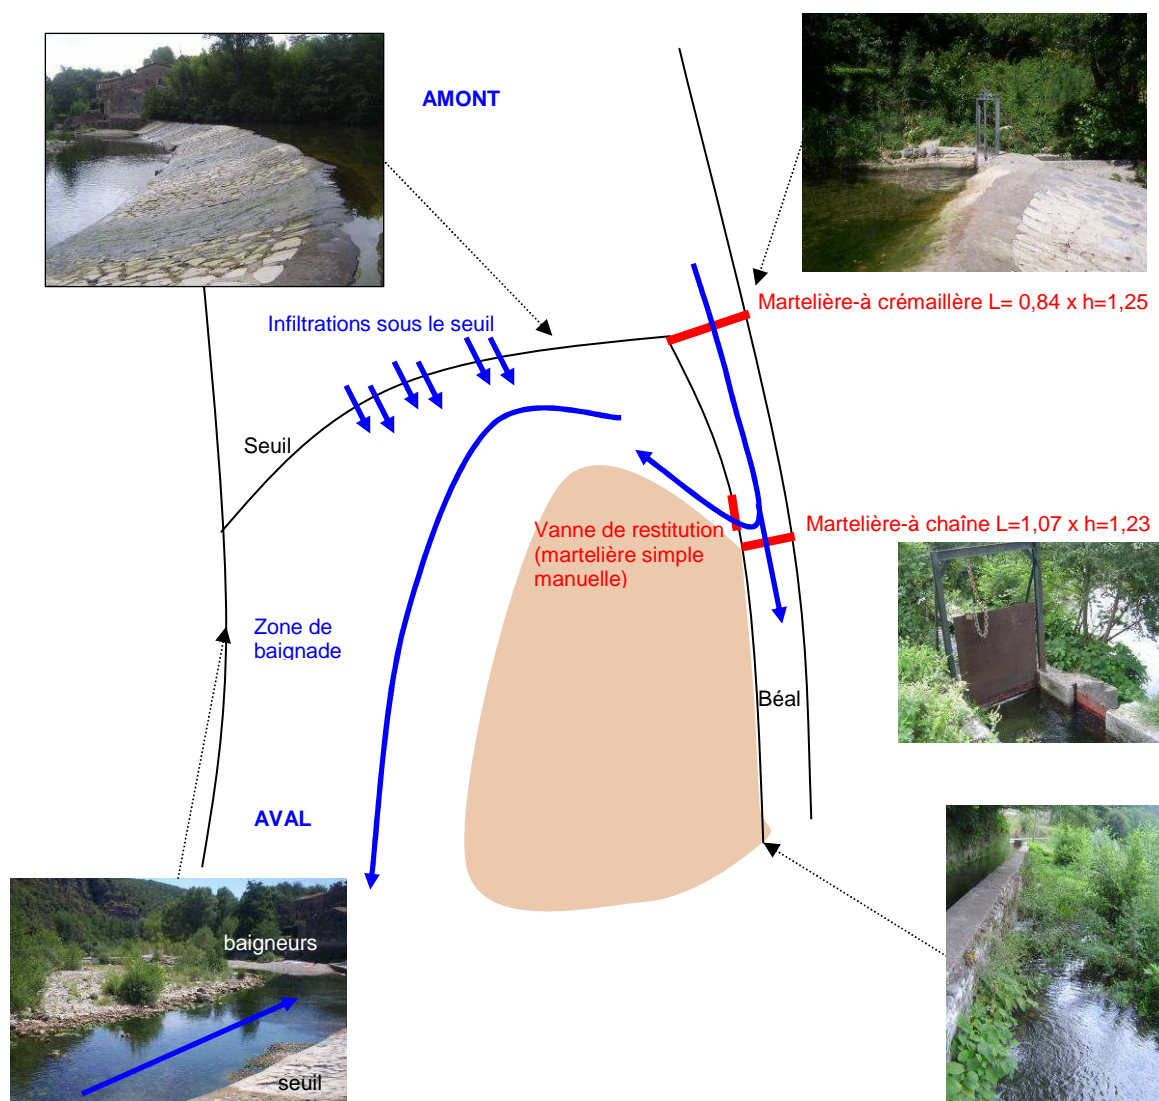 AMONT
Martelière-à crémaillère L= 0,84 x h=1,25
Infiltrations sous le seuil
Seuil
Vanne de restitution
(martelière simple
manuelle)
Martelière-à chaîne L=1,07 x h=1,23
Zone de
baignade
Béal
AVAL
baigneurs
seuil